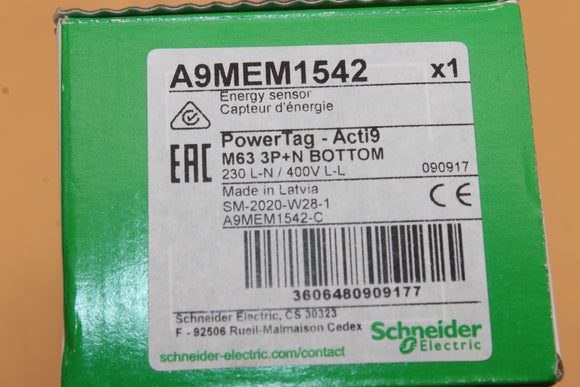 A9MEM1542 x1
Energy sensor
Capteur d'énergie
EAC
PowerTag - Acti9
M63 3P+N BOTTOM
230 L-N / 400V L-L 090917
Made in Latvia
SM-2020-W28-1
A9MEM1542-C
CE
3606480909177
Schneider Electric, CS 30323
F - 92506 Rueil-Malmaison Cedex
Schneider
Electric
schneider-electric.com/contact